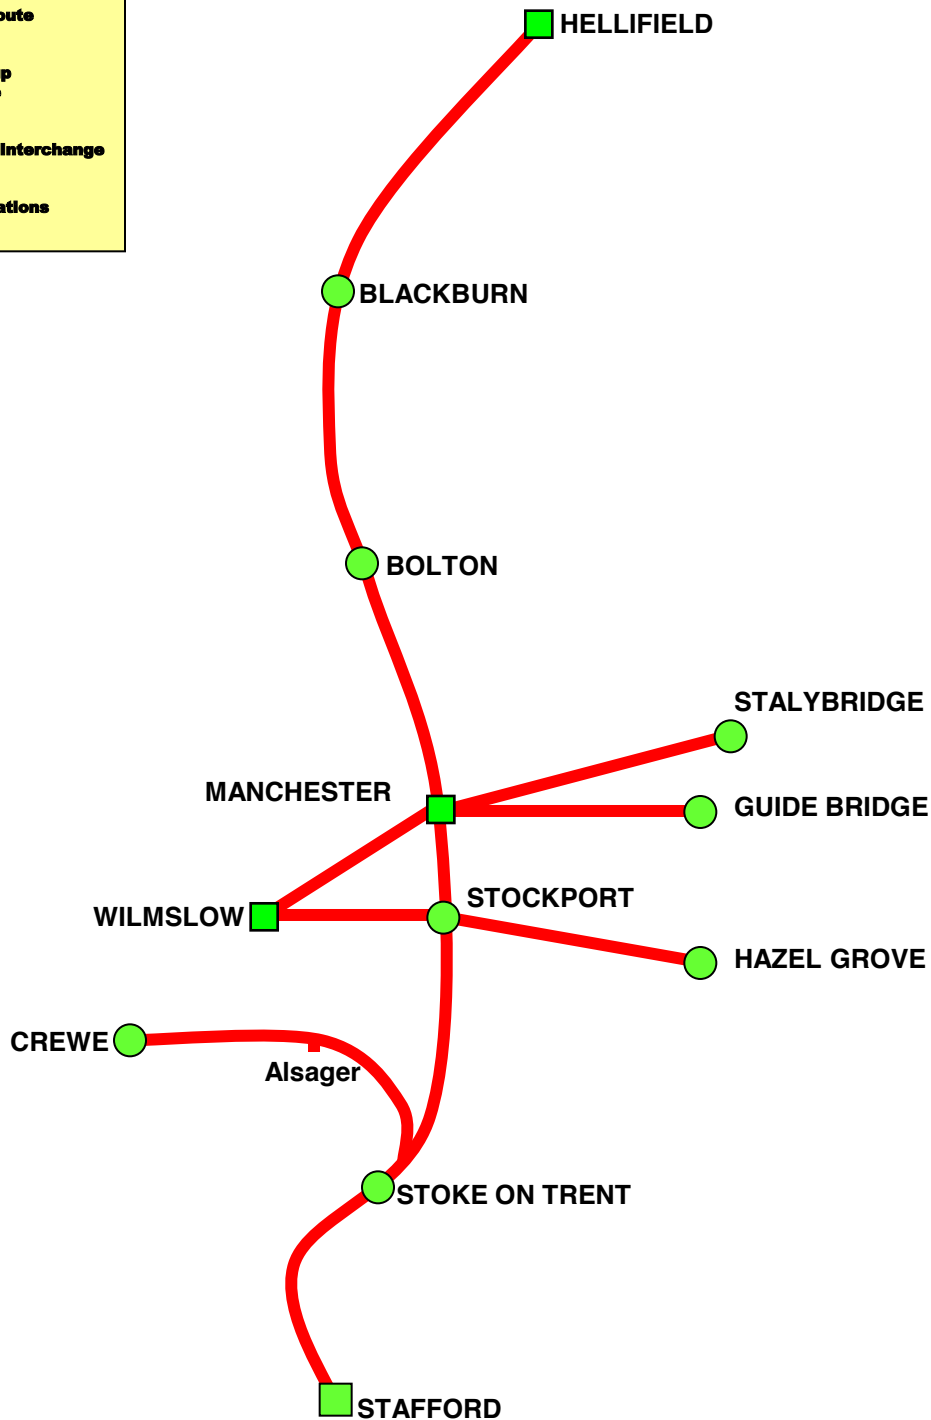 Interchange
HELLIFIELD
BLACKBURN
BOLTON
STALYBRIDGE
MANCHESTER
GUIDE BRIDGE
STOCKPORT
WILMSLOW
HAZEL GROVE
CREWE
Alsager
STOKE ON TRENT
STAFFORD